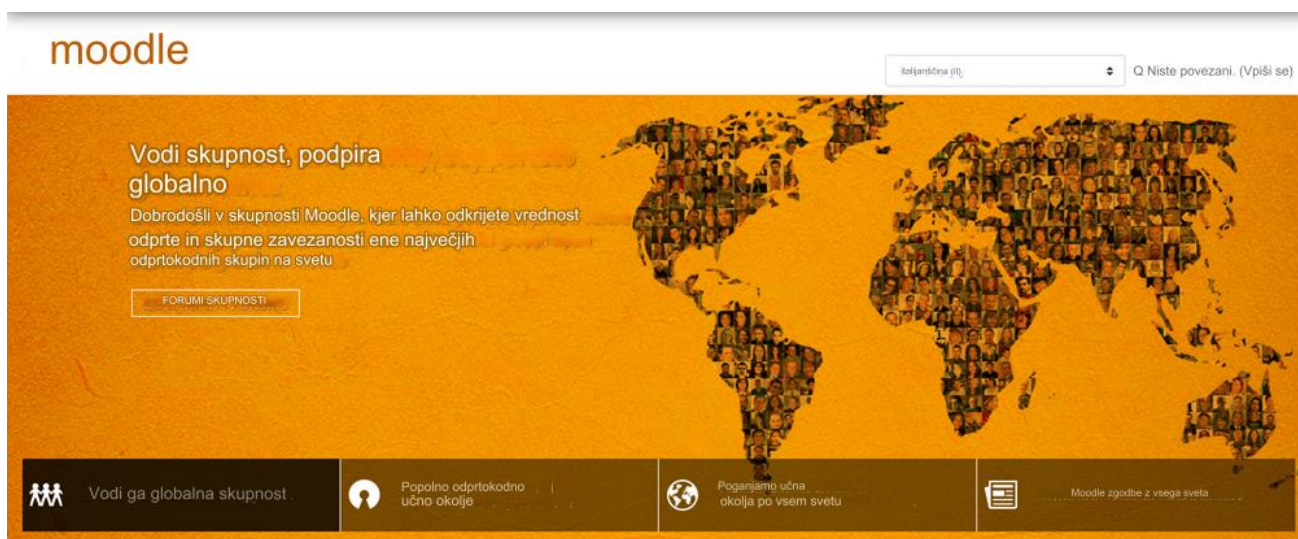 moodle
italijanščina (it)
Q Niste povezani. (Vpiši se)
Vodi skupnost, podpira
globalno
Dobrodošli v skupnosti Moodle, kjer lahko odkrijete vrednost
odprte in skupne zavezanosti ene največjih
odprtokodnih skupin na svetu
FORUMI SKUPNOSTI
Vodi ga globalna skupnost
Popolno odprtokodno
učno okolje
Poganjamo učna
okolja po vsem svetu
Moodle zgodbe z vsega sveta